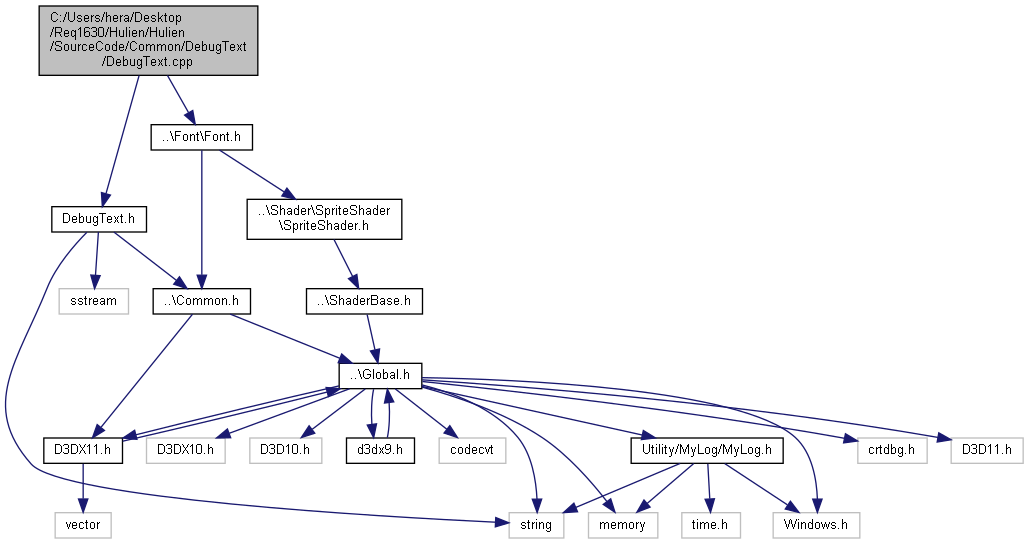 C:/Users/hera/Desktop
/Req1630/Hulien/Hulien
/SourceCode/Common/DebugText
/DebugText.cpp
..\Font\Font.h
..\Shader\SpriteShader
\SpriteShader.h
DebugText.h
sstream
..\Common.h
..\ShaderBase.h
..\Global.h
D3DX11.h
D3DX10.h
D3D10.h
d3dx9.h
codecvt
Utility/MyLog/MyLog.h
crtdbg.h
D3D11.h
vector
string
memory
time.h
Windows.h